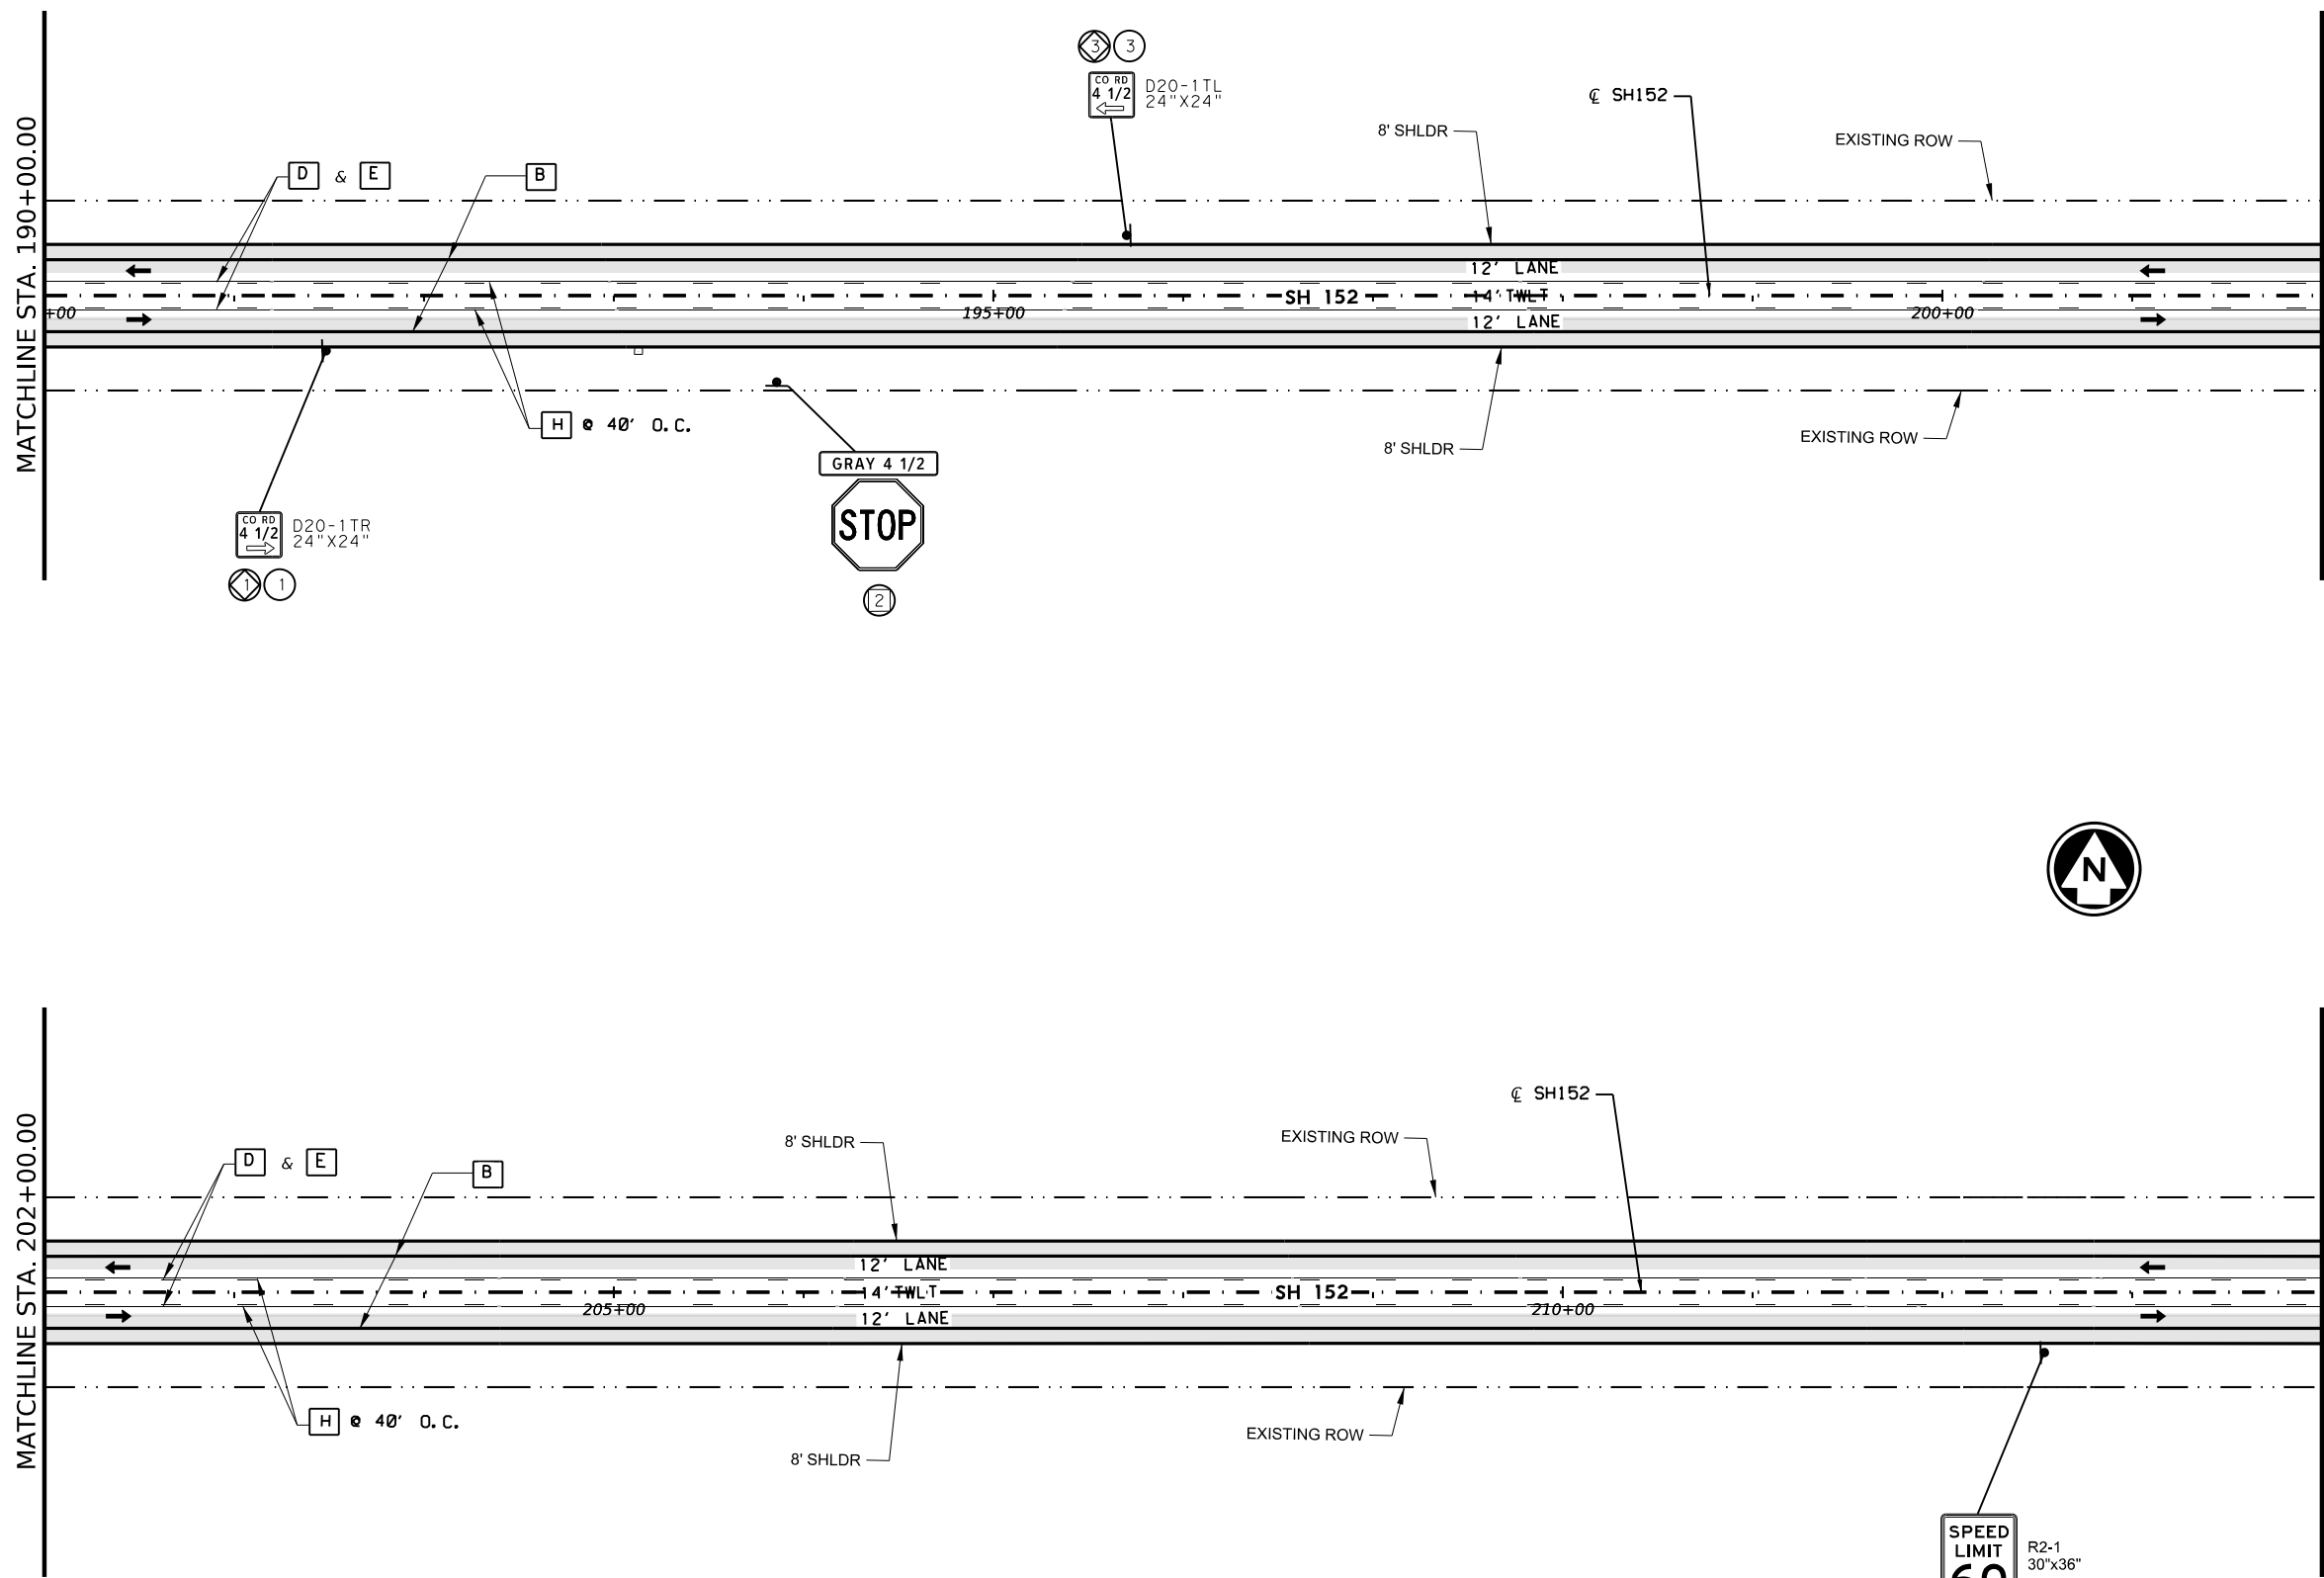 3 3
CO RD
4 1/2
D20-1TL
24"X24"
℄ SH152
8' SHLDR
EXISTING ROW
D & E
B
MATCHLINE STA. 190+00.00
12' LANE
SH 152
14' TWLT
+00
195+00
12' LANE
200+00
H @ 40' O.C.
8' SHLDR
EXISTING ROW
GRAY 4 1/2
STOP
2
CO RD
4 1/2
D20-1TR
24"X24"
1 1
N
℄ SH152
8' SHLDR
EXISTING ROW
D & E
B
MATCHLINE STA. 202+00.00
12' LANE
14' TWLT
SH 152
205+00
12' LANE
210+00
H @ 40' O.C.
8' SHLDR
EXISTING ROW
SPEED
LIMIT
R2-1
30"x36"